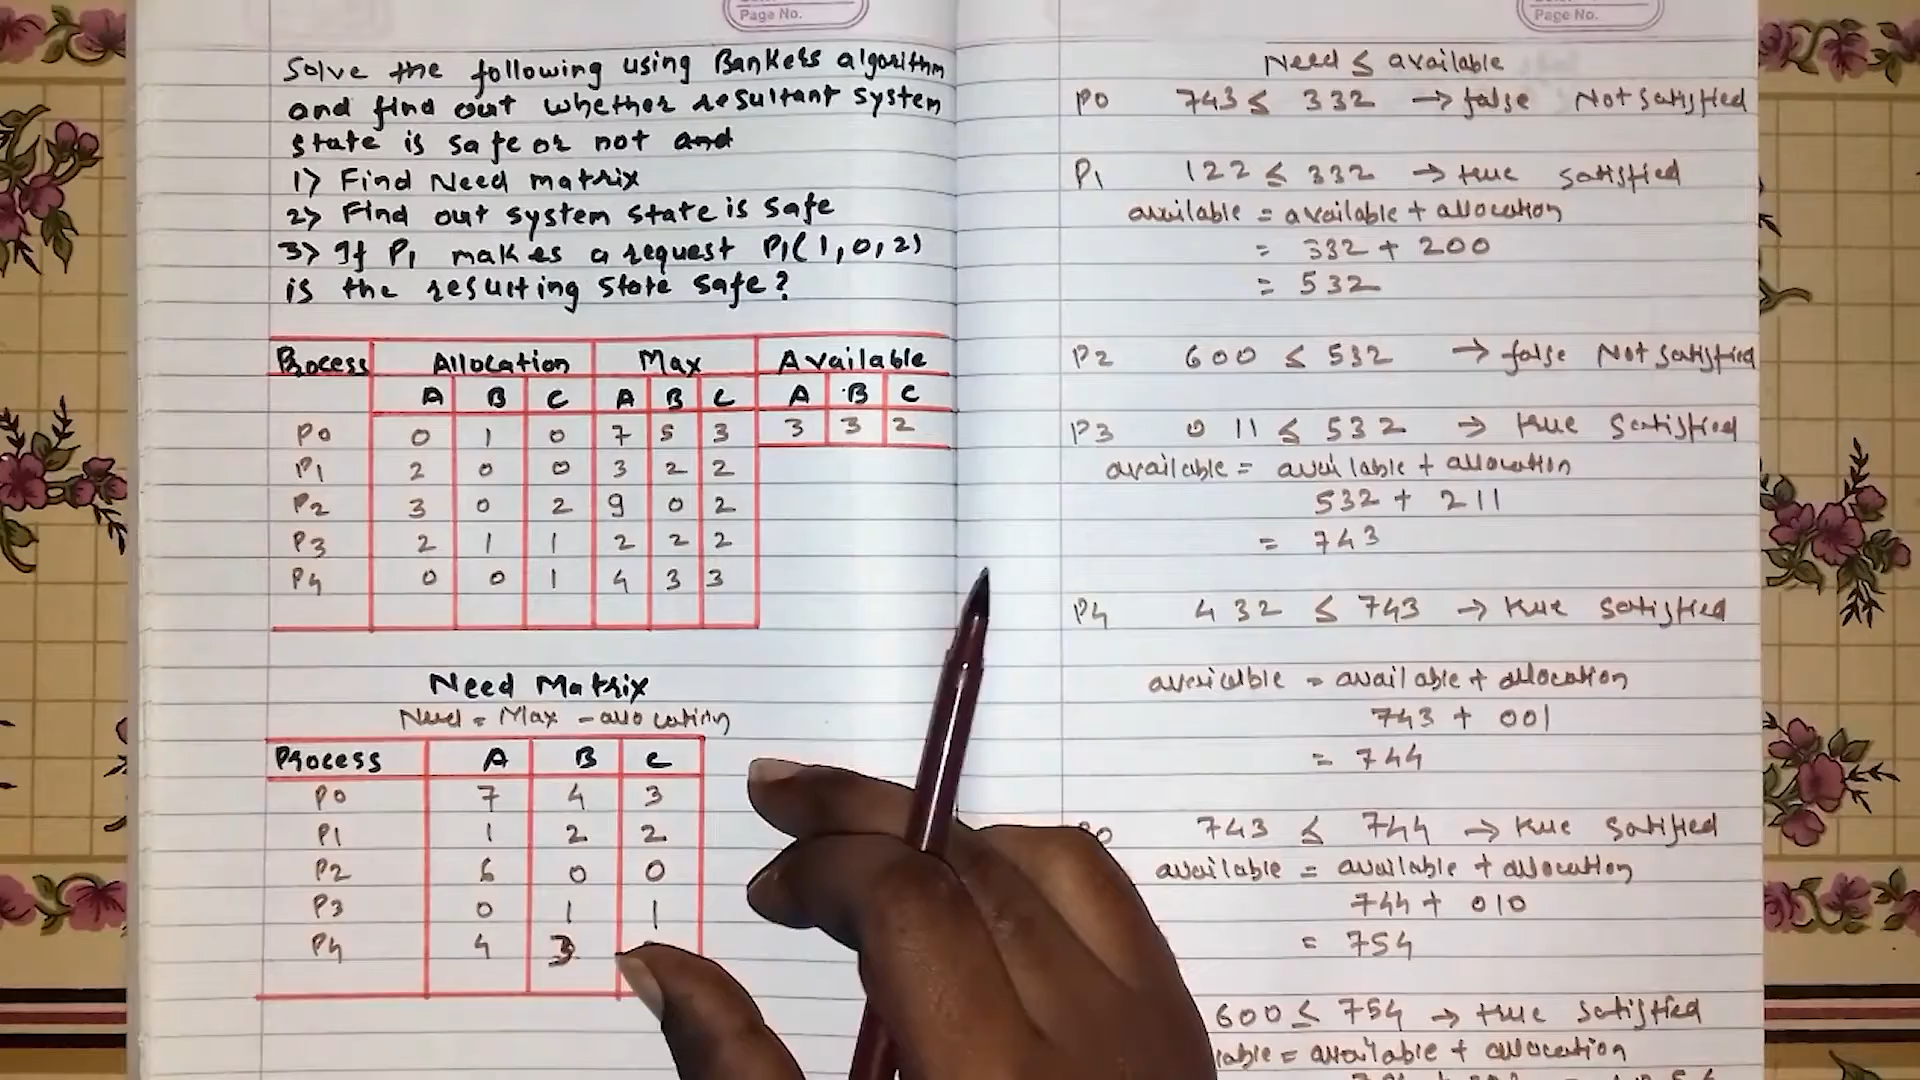 Page No.
Solve the following using Bankers algorithm
and find out whether resultant system
state is safe or not and
1) Find Need matrix
2) Find out system state is safe
3) If P1 makes a request P1(1,0,2)
is the resulting state safe?
Process Allocation Max Available
A B C A B C A B C
P0 0 1 0 7 5 3 3 3 2
P1 2 0 0 3 2 2
P2 3 0 2 9 0 2
P3 2 1 1 2 2 2
P4 0 0 1 4 3 3
Need Matrix
Need = Max - allocation
Process A B C
P0 7 4 3
P1 1 2 2
P2 6 0 0
P3 0 1 1
P4 4 3
Page No.
Need ≤ available
P0 743 ≤ 332 → false Not satisfied
P1 122 ≤ 332 → true satisfied
available = available + allocation
= 332 + 200
= 532
P2 600 ≤ 532 → false Not satisfied
P3 011 ≤ 532 → true satisfied
available = available + allocation
532 + 211
= 743
P4 432 ≤ 743 → true satisfied
available = available + allocation
743 + 001
= 744
743 ≤ 744 → true satified
available = available + allocation
744 + 010
= 754
600 ≤ 754 → true satisfied
= available + allocation